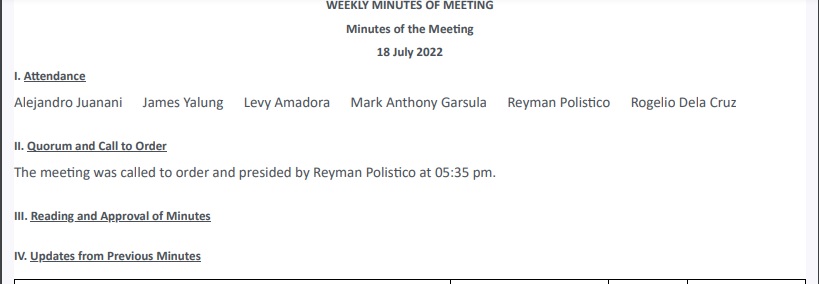 WEEKLY MINUTES OF MEETING
Minutes of the Meeting
18 July 2022
I. Attendance
Alejandro Juanani James Yalung Levy Amadora Mark Anthony Garsula Reyman Polistico Rogelio Dela Cruz
II. Quorum and Call to Order
The meeting was called to order and presided by Reyman Polistico at 05:35 pm.
III. Reading and Approval of Minutes
IV. Updates from Previous Minutes